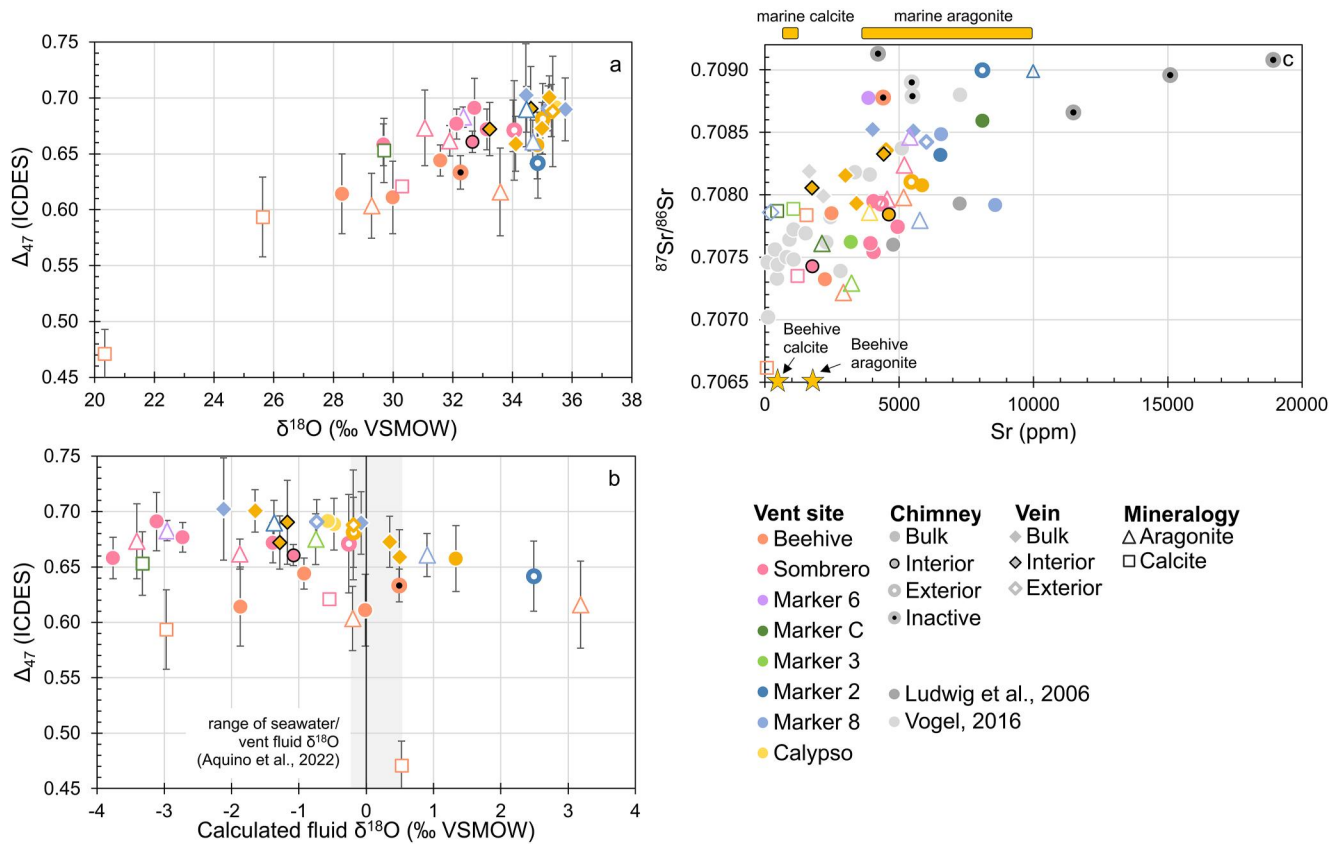 a
0.75
0.70
0.65
0.60
0.55
0.50
0.45
Δ47 (ICDES)
20 22 24 26 28 30 32 34 36 38
δ18O (‰ VSMOW)
b
0.75
0.70
0.65
0.60
0.55
0.50
0.45
Δ47 (ICDES)
range of seawater/
vent fluid δ18O
(Aquino et al., 2022)
-4 -3 -2 -1 0 1 2 3 4
Calculated fluid δ18O (‰ VSMOW)
marine calcite marine aragonite
c
0.7090
0.7085
0.7080
0.7075
0.7070
0.7065
87Sr/86Sr
Beehive
calcite
Beehive
aragonite
0 5000 10000 15000 20000
Sr (ppm)
Vent site
Beehive
Sombrero
Marker 6
Marker C
Marker 3
Marker 2
Marker 8
Calypso
Chimney
Bulk
Interior
Exterior
Inactive
Ludwig et al., 2006
Vogel, 2016
Vein
Bulk
Interior
Exterior
Mineralogy
Aragonite
Calcite